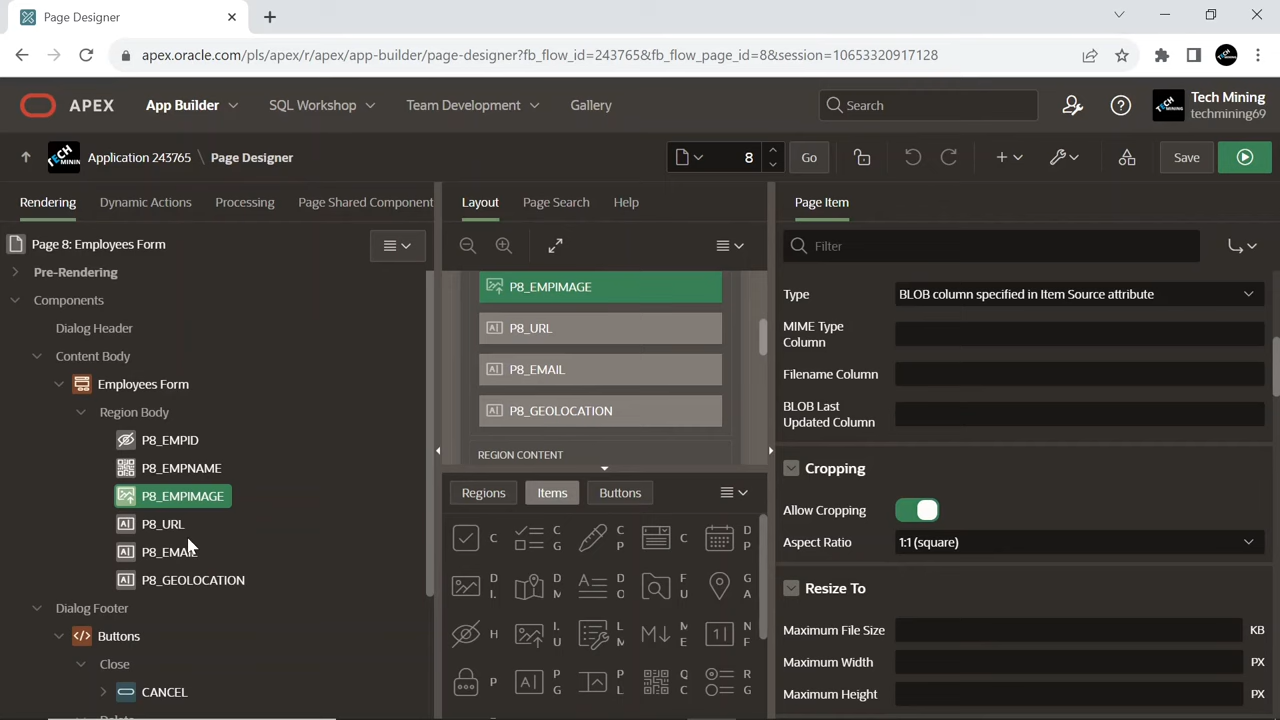 Page Designer
apex.oracle.com/pls/apex/r/apex/app-builder/page-designer?fb_flow_id=243765&fb_flow_page_id=8&session=10653320917128
APEX App Builder SQL Workshop Team Development Gallery Search Tech Mining
techmining69
Application 243765 \ Page Designer 8 Go Save
Rendering Dynamic Actions Processing Page Shared Component Layout Page Search Help Page Item
Page 8: Employees Form
Filter
Pre-Rendering
Components
Dialog Header
Content Body
Employees Form
Region Body
P8_EMPID
P8_EMPNAME
P8_EMPIMAGE
P8_URL
P8_EMAIL
P8_GEOLOCATION
Dialog Footer
Buttons
Close
CANCEL
P8_EMPIMAGE
P8_URL
P8_EMAIL
P8_GEOLOCATION
REGION CONTENT
Regions Items Buttons
C C G C P C D P
D I. D M D O F U G A
H I. U L M M E N F
P P G P L Q C R G
Type BLOB column specified in Item Source attribute
MIME Type
Column
Filename Column
BLOB Last
Updated Column
Cropping
Allow Cropping
Aspect Ratio 1:1 (square)
Resize To
Maximum File Size KB
Maximum Width PX
Maximum Height PX